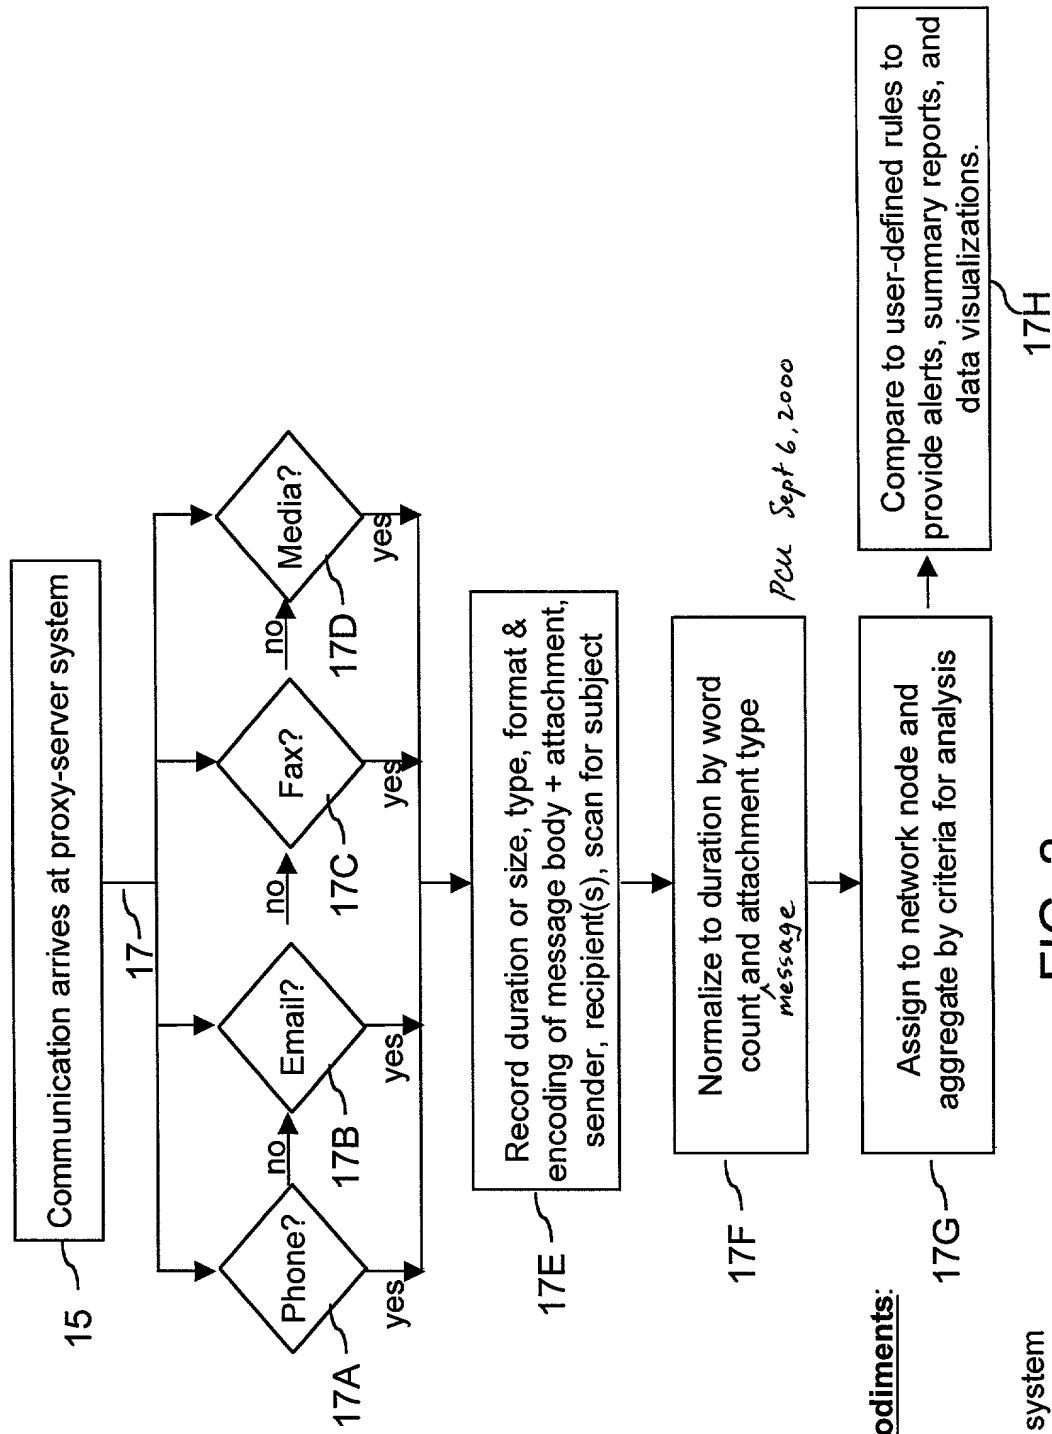 Communication arrives at proxy-server system
15
17
Phone?
Email?
Fax?
Media?
no
no
no
17A
17B
17C
17D
yes
yes
yes
yes
Record duration or size, type, format &
encoding of message body + attachment,
sender, recipient(s), scan for subject
17E
PCU Sept 6, 2000
Normalize to duration by word
count and attachment type
message
17F
Assign to network node and
aggregate by criteria for analysis
17G
Compare to user-defined rules to
provide alerts, summary reports, and
data visualizations.
17H
odiments:
system